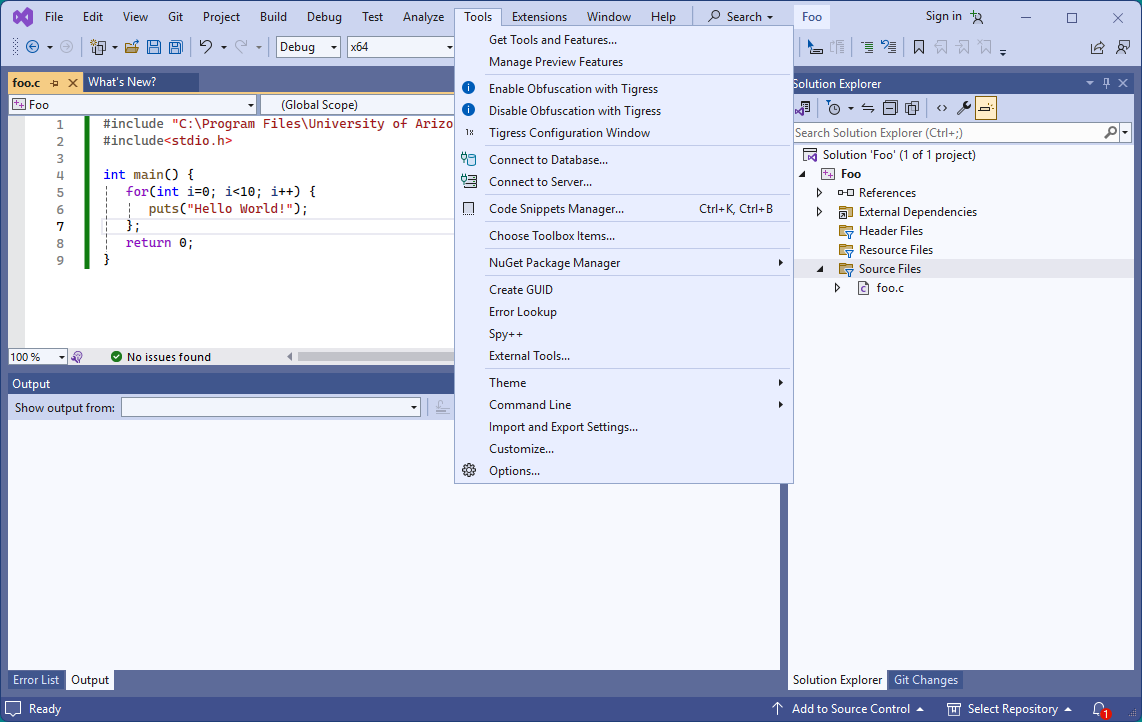 File Edit View Git Project Build Debug Test Analyze Tools Extensions Window Help Search Foo Sign in
Debug x64
foo.c What's New?
Foo (Global Scope)
1 #include "C:\Program Files\University of Arizo
2 #include<stdio.h>
3
4 int main() {
5 for(int i=0; i<10; i++) {
6 puts("Hello World!");
7 };
8 return 0;
9 }
100 % No issues found
Output
Show output from:
Error List Output
Get Tools and Features...
Manage Preview Features
Enable Obfuscation with Tigress
Disable Obfuscation with Tigress
1x Tigress Configuration Window
Connect to Database...
Connect to Server...
Code Snippets Manager... Ctrl+K, Ctrl+B
Choose Toolbox Items...
NuGet Package Manager
Create GUID
Error Lookup
Spy++
External Tools...
Theme
Command Line
Import and Export Settings...
Customize...
Options...
Solution Explorer
Search Solution Explorer (Ctrl+;)
Solution 'Foo' (1 of 1 project)
Foo
References
External Dependencies
Header Files
Resource Files
Source Files
foo.c
Solution Explorer Git Changes
Ready Add to Source Control Select Repository 1